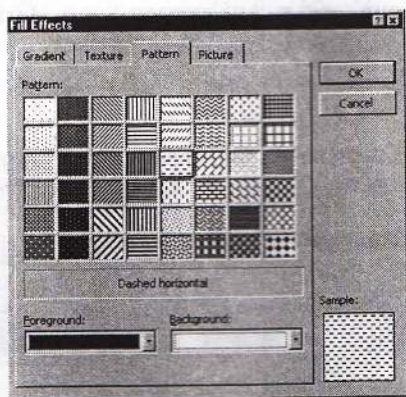 Fill Effects
Gradient Texture Pattern Picture
OK
Cancel
Pattern:
Dashed horizontal
Foreground:
Background:
Sample: